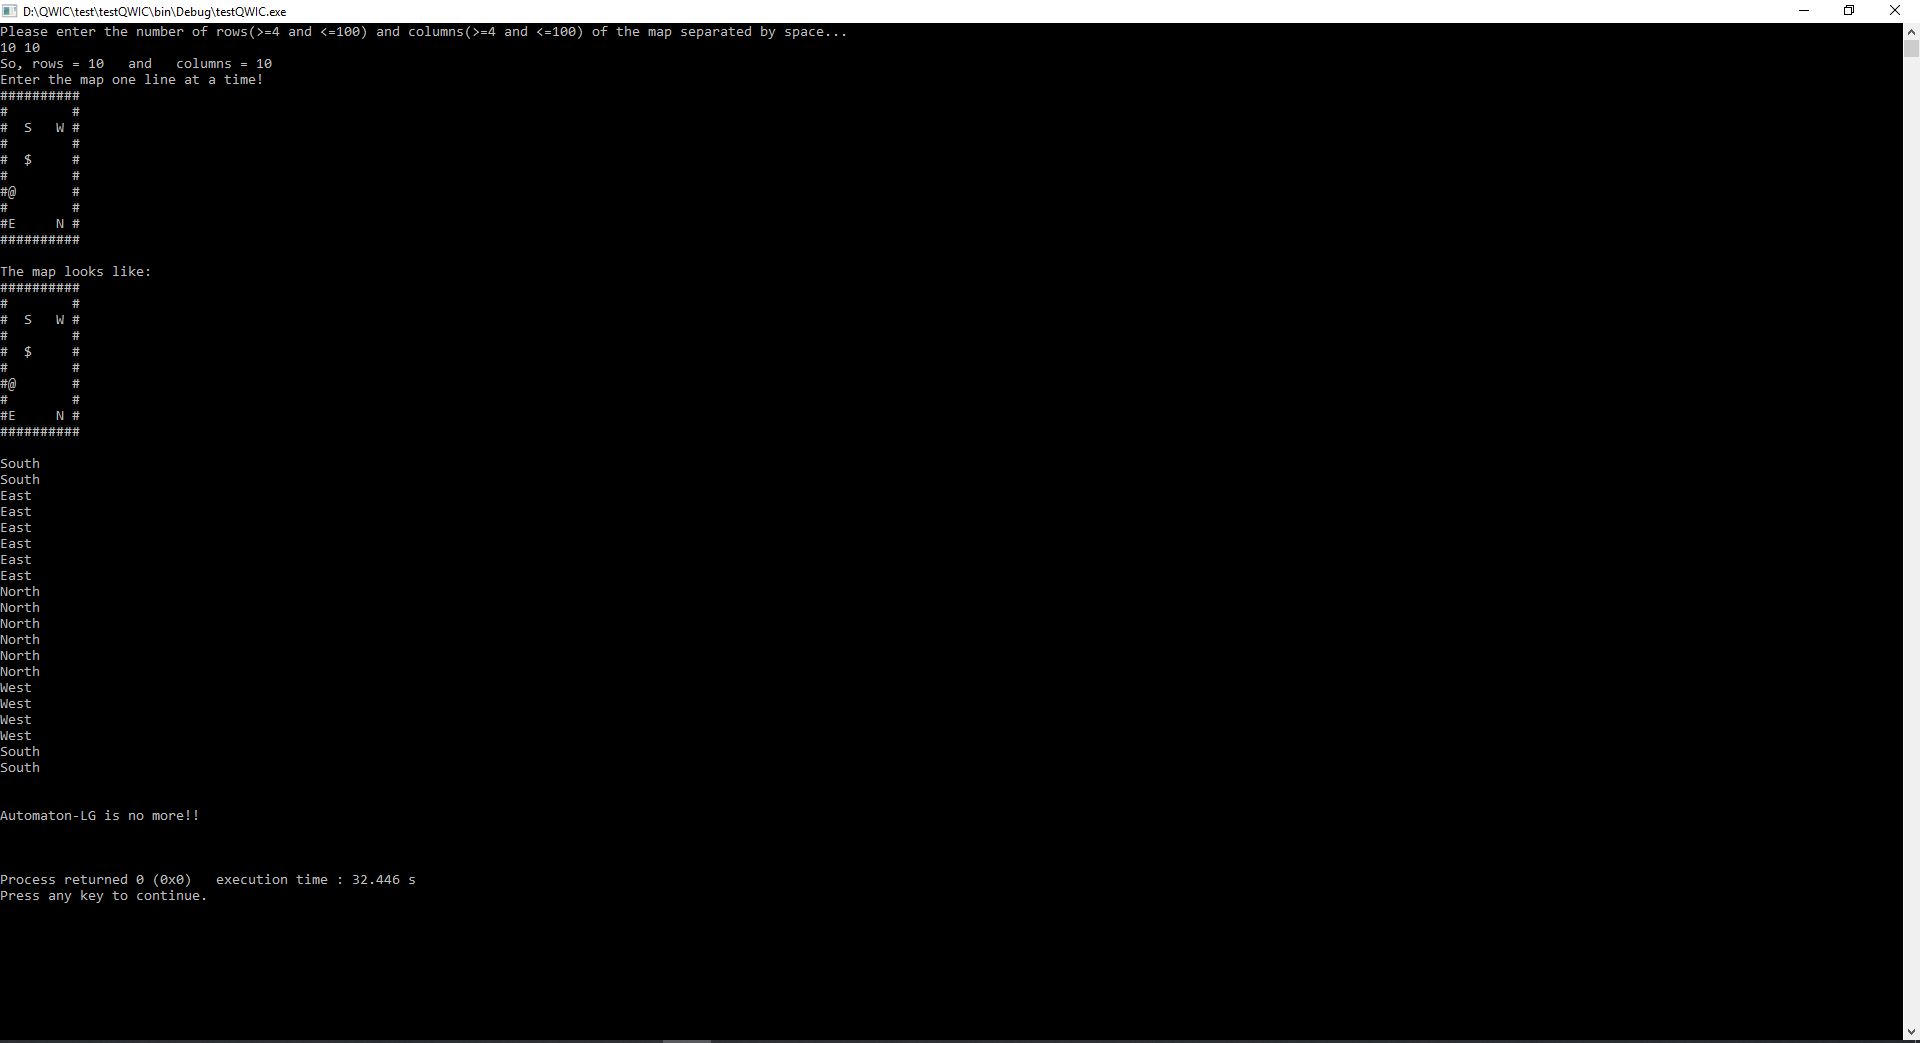 D:\QWIC\test\testQWIC\bin\Debug\testQWIC.exe
Please enter the number of rows(>=4 and <=100) and columns(>=4 and <=100) of the map separated by space...
10 10
So, rows = 10   and   columns = 10
Enter the map one line at a time!
##########
#        #
#  S   W #
#        #
#  $     #
#        #
#@       #
#        #
#E     N #
##########

The map looks like:
##########
#        #
#  S   W #
#        #
#  $     #
#        #
#@       #
#        #
#E     N #
##########

South
South
East
East
East
East
East
East
North
North
North
North
North
North
West
West
West
West
South
South

Automaton-LG is no more!!

Process returned 0 (0x0)   execution time : 32.446 s
Press any key to continue.